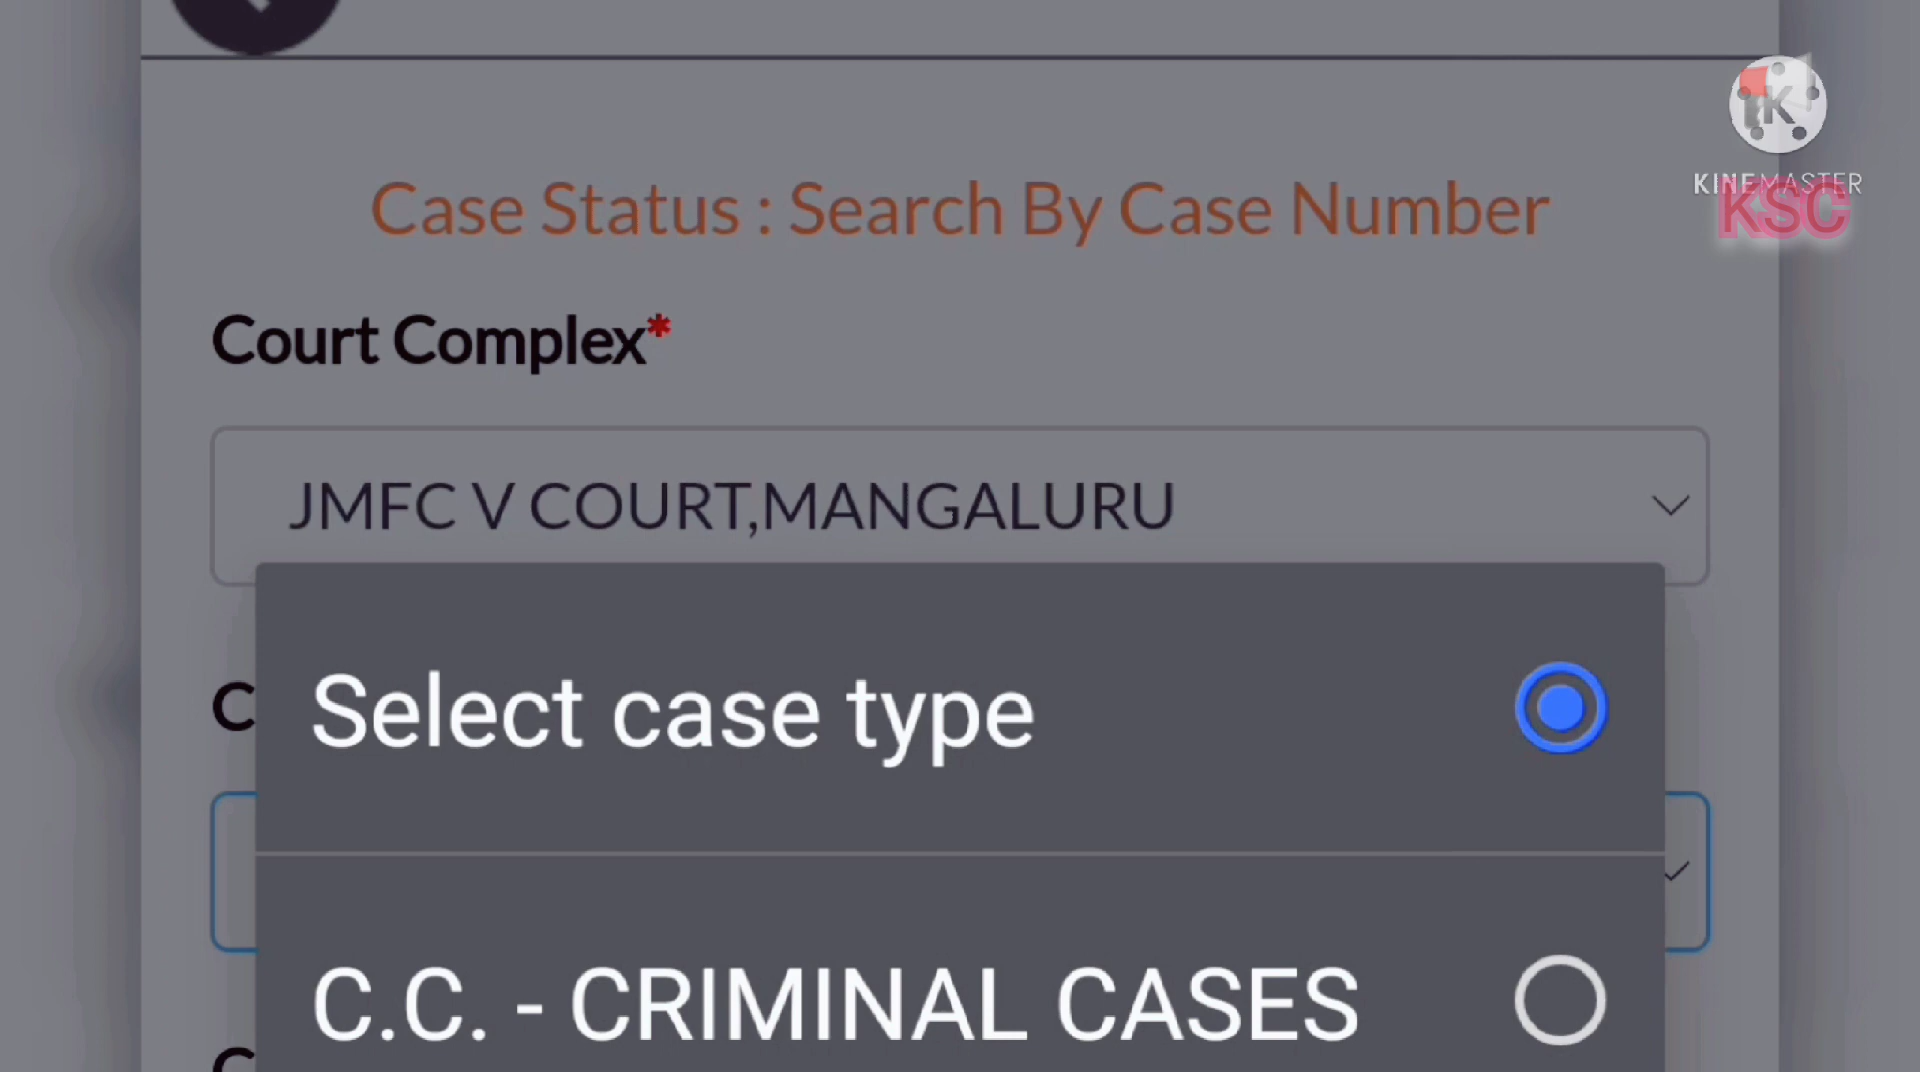 Case Status : Search By Case Number
KINEMASTER
KSC
Court Complex*
JMFC V COURT,MANGALURU
Select case type
C.C. - CRIMINAL CASES